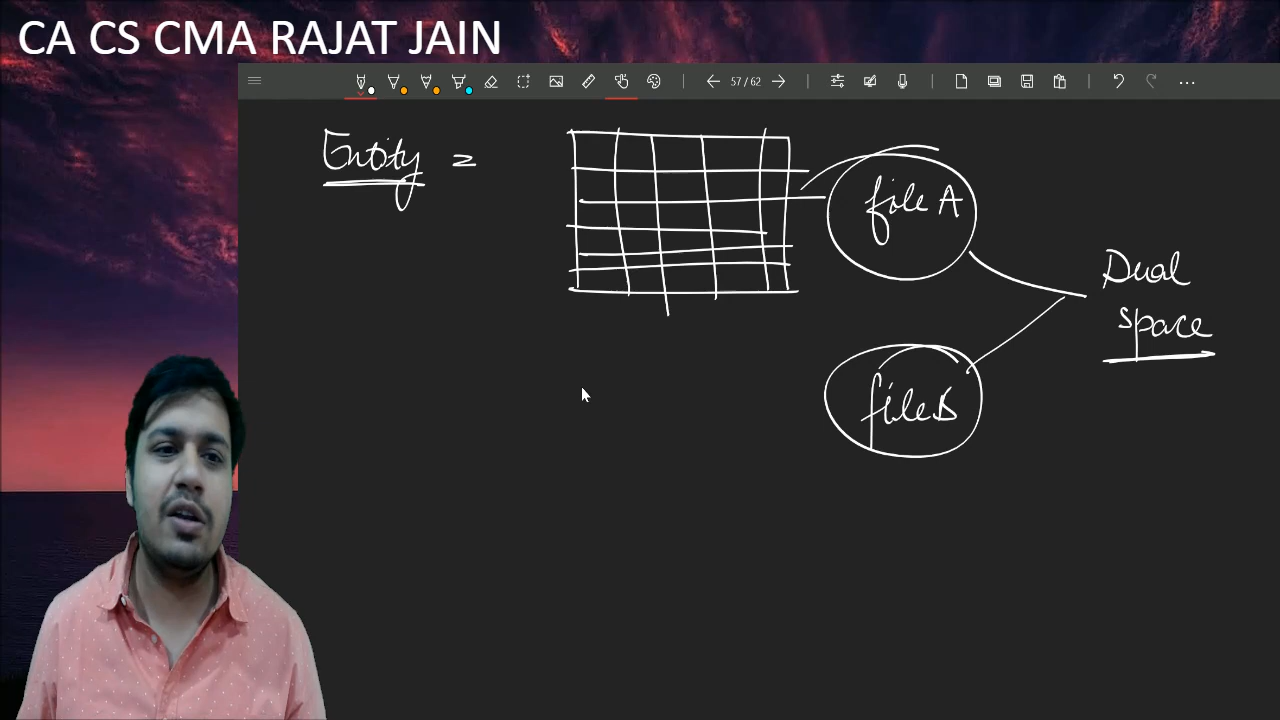 CA CS CMA RAJAT JAIN
57 / 62
Entity =
file A
Dual
space
file B